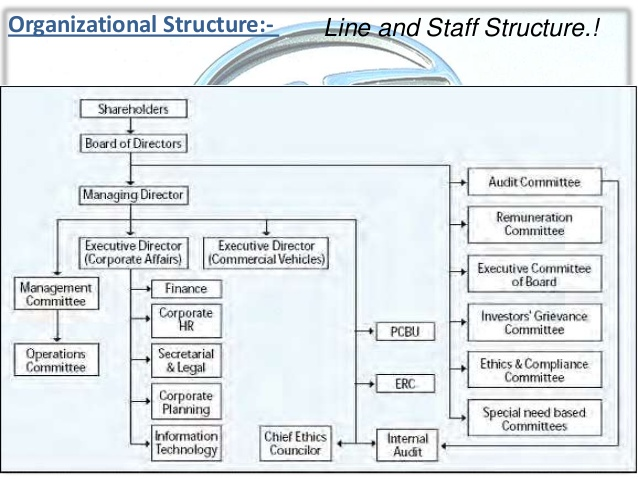 Organizational Structure:-
Line and Staff Structure.!
Shareholders
Board of Directors
Managing Director
Executive Director
(Corporate Affairs)
Executive Director
(Commercial Vehicles)
Management
Committee
Operations
Committee
Finance
Corporate
HR
Secretarial
& Legal
Corporate
Planning
Information
Technology
PCBU
ERC
Chief Ethics
Councilor
Internal
Audit
Audit Committee
Remuneration
Committee
Executive Committee
of Board
Investors' Grievance
Committee
Ethics & Compliance
Committee
Special need based
Committees